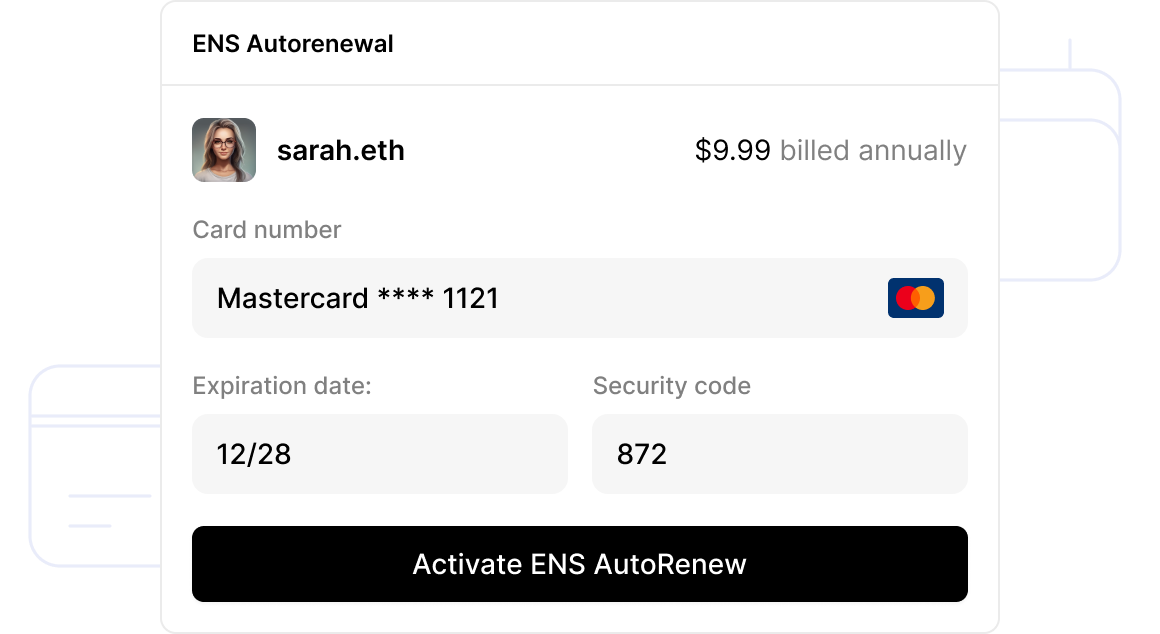 ENS Autorenewal
sarah.eth $9.99 billed annually
Card number
Mastercard **** 1121
Expiration date: Security code
12/28 872
Activate ENS AutoRenew